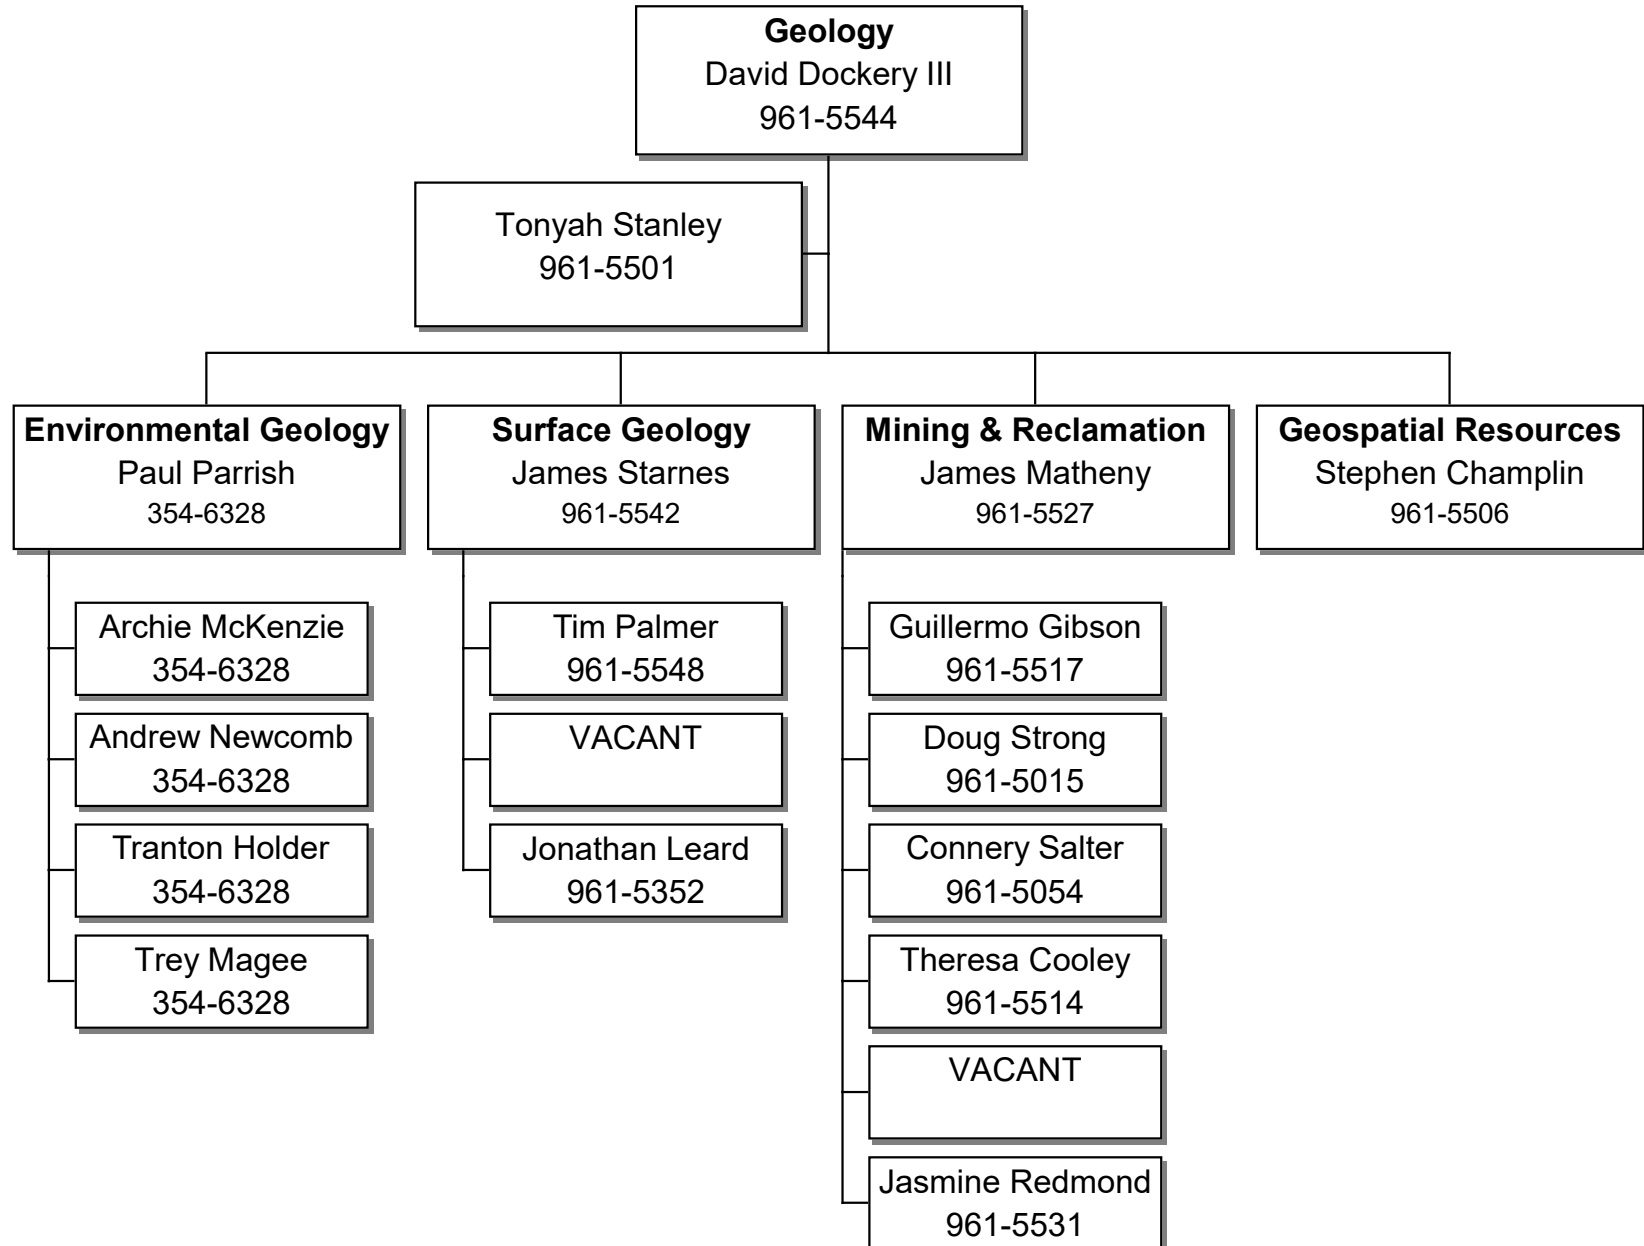 Geology
David Dockery III
961-5544
Tonyah Stanley
961-5501
Environmental Geology
Paul Parrish
354-6328
Surface Geology
James Starnes
961-5542
Mining & Reclamation
James Matheny
961-5527
Geospatial Resources
Stephen Champlin
961-5506
Archie McKenzie
354-6328
Andrew Newcomb
354-6328
Tranton Holder
354-6328
Trey Magee
354-6328
Tim Palmer
961-5548
VACANT
Jonathan Leard
961-5352
Guillermo Gibson
961-5517
Doug Strong
961-5015
Connery Salter
961-5054
Theresa Cooley
961-5514
VACANT
Jasmine Redmond
961-5531